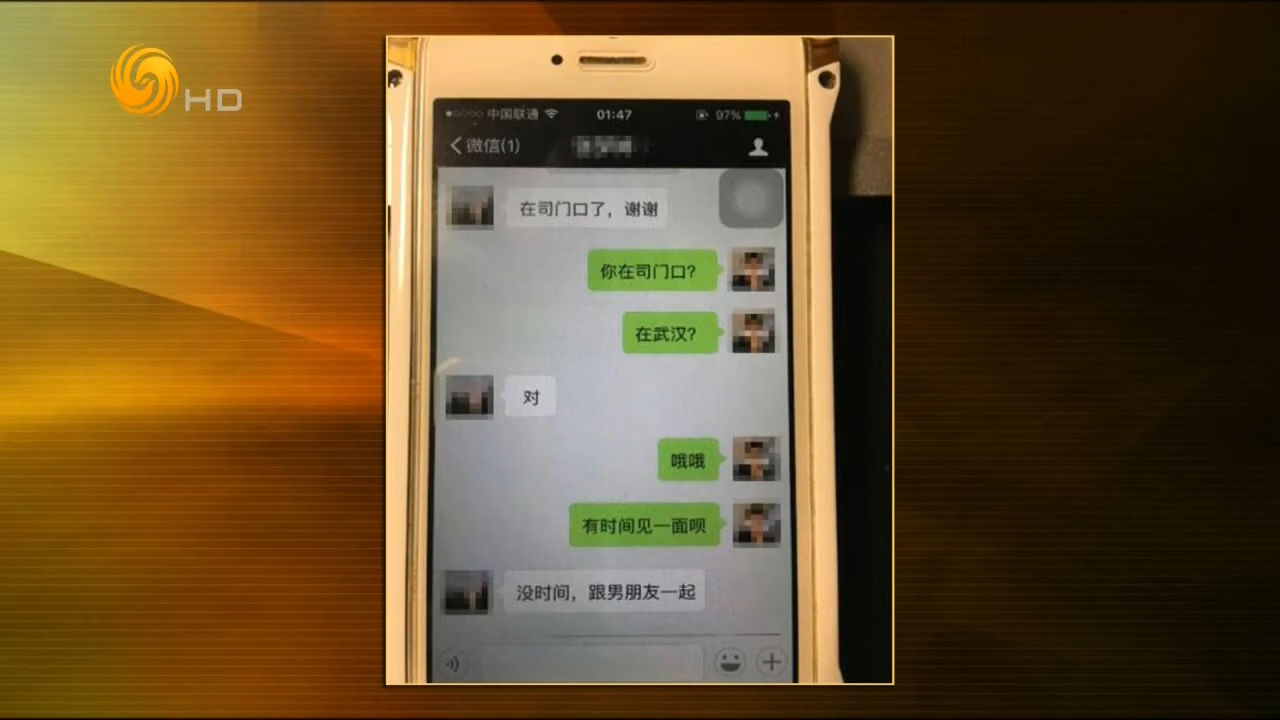 HD
中国联通
01:47
97%
微信(1)
在司门口了，谢谢
你在司门口?
在武汉?
对
哦哦
有时间见一面呗
没时间，跟男朋友一起